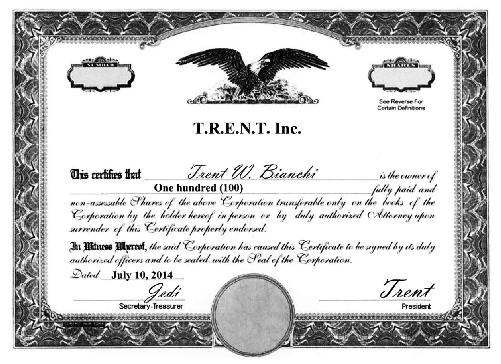 NUMBER
SHARES
See Reverse For
Certain Definitions
T.R.E.N.T. Inc.
This certifies that Trent W. Bianchi is the owner of
One hundred (100) fully paid and
non-assessable Shares of the above Corporation transferable only on the books of the
Corporation by the holder hereof in person or by duly authorized Attorney upon
surrender of this Certificate properly endorsed.
In Witness Whereof, the said Corporation has caused this Certificate to be signed by its duly
authorized officers and to be sealed with the Seal of the Corporation.
Dated July 10, 2014
Jedi Trent
Secretary-Treasurer President